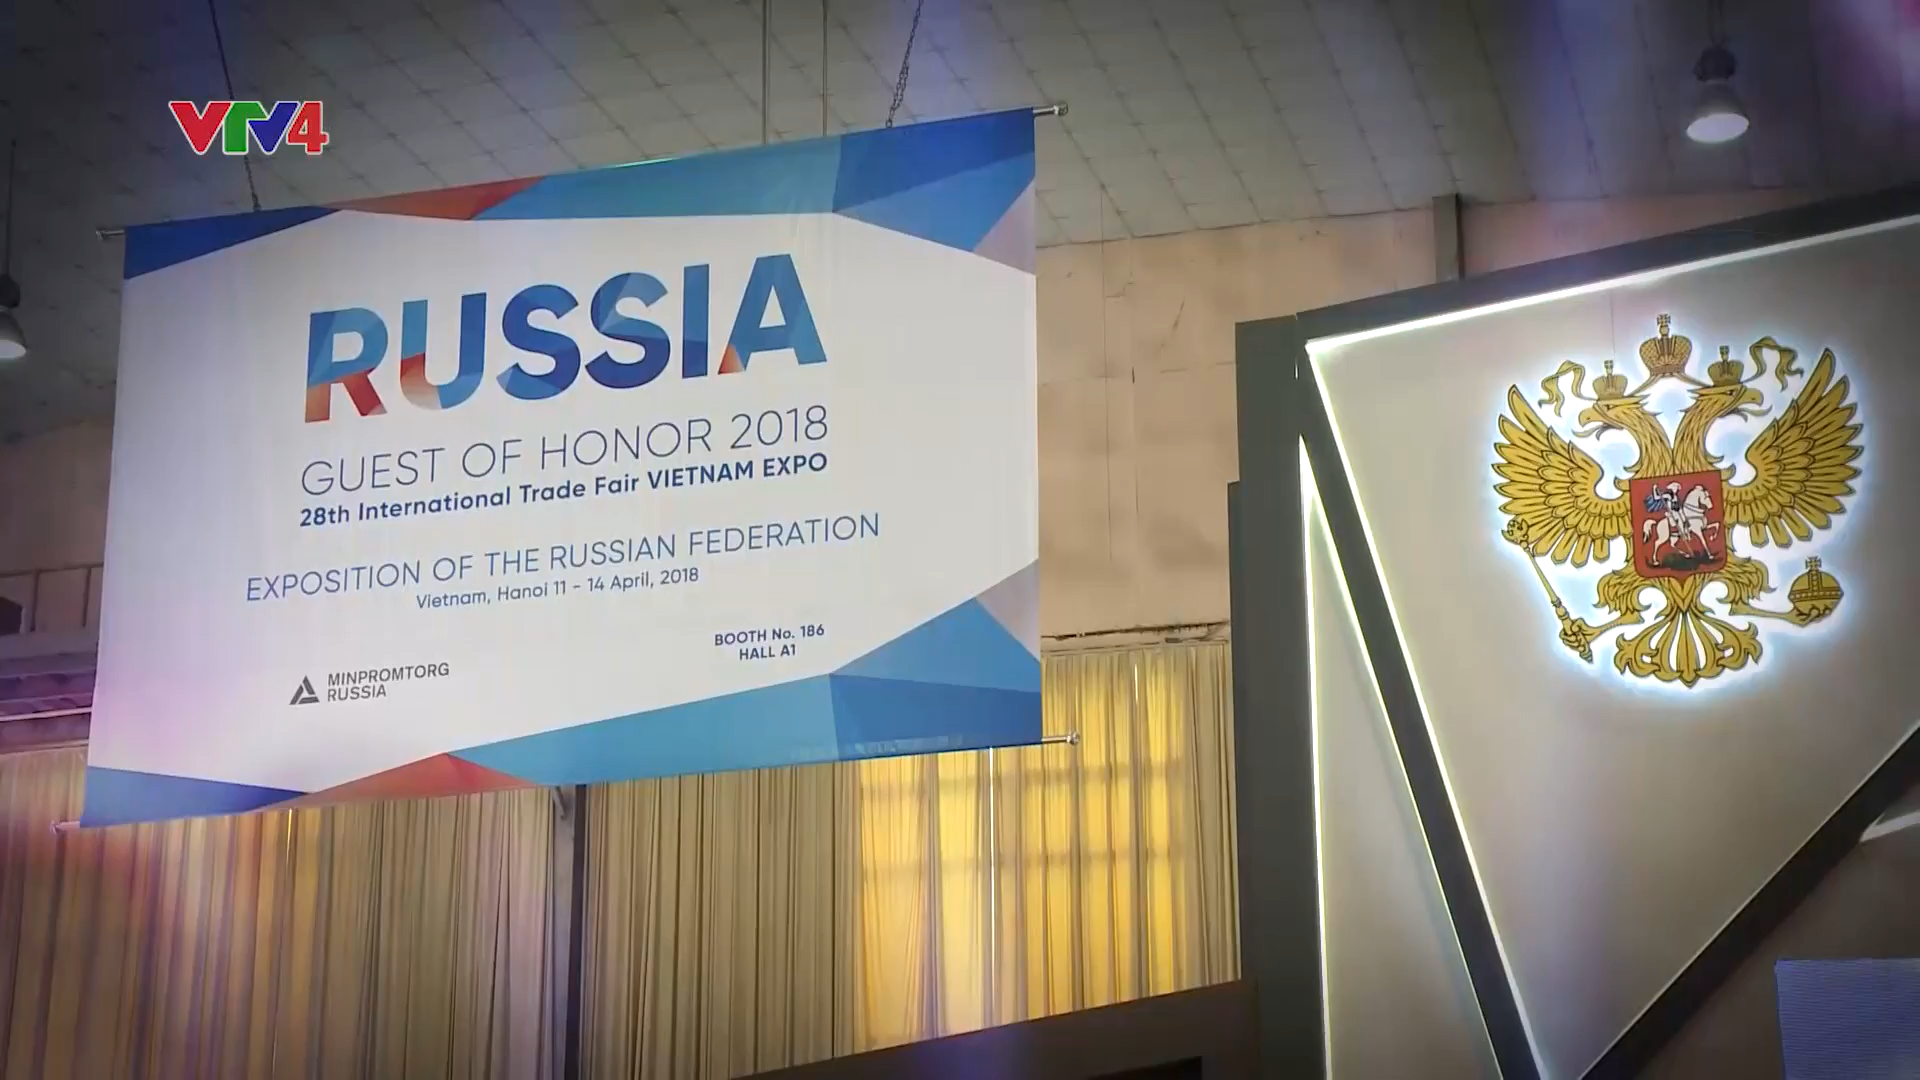 VTV4
RUSSIA
GUEST OF HONOR 2018
28th International Trade Fair VIETNAM EXPO
EXPOSITION OF THE RUSSIAN FEDERATION
Vietnam, Hanoi 11 - 14 April, 2018
BOOTH No. 186
HALL A1
MINPROMTORG
RUSSIA